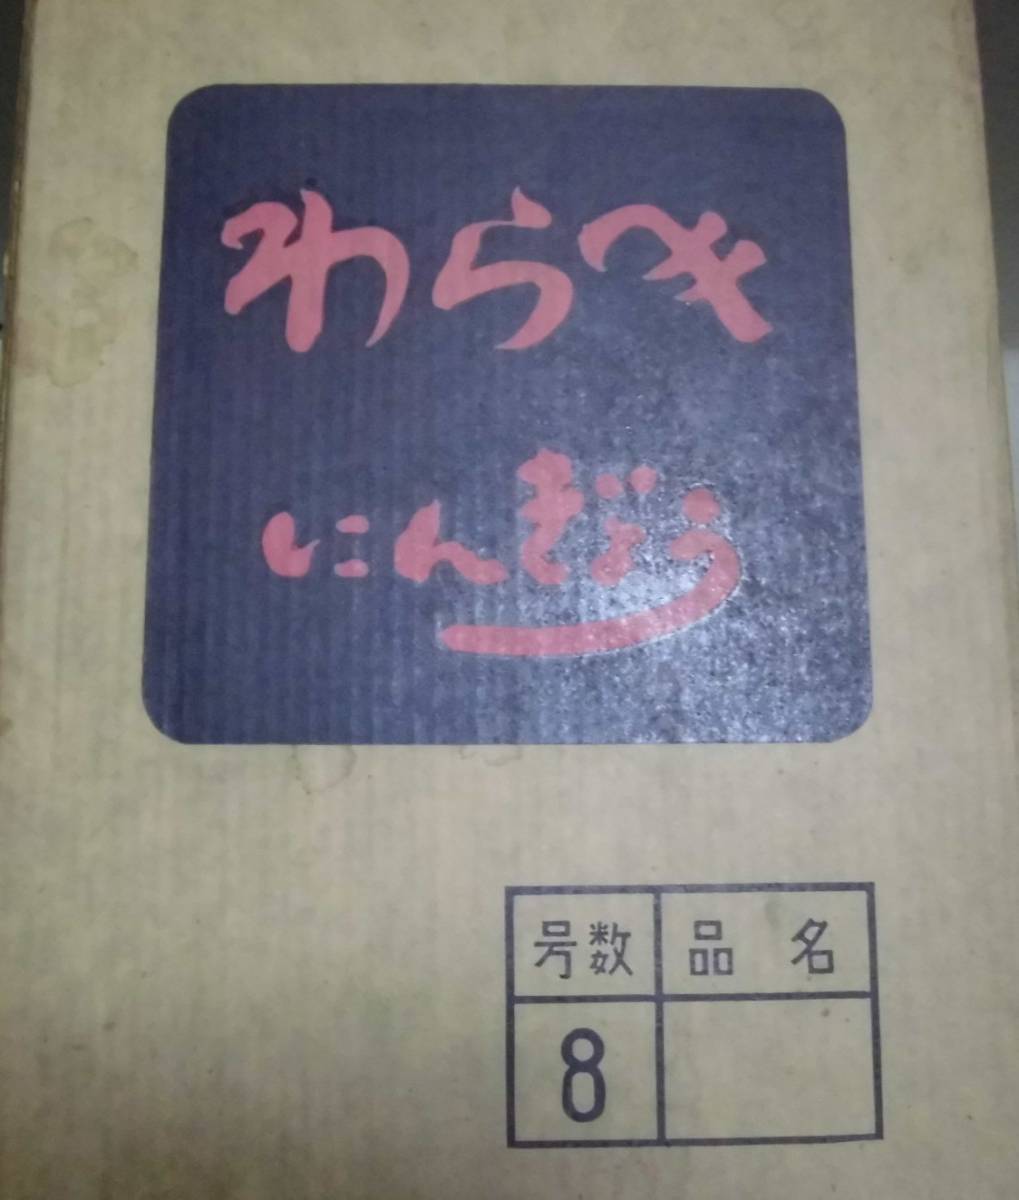 わらべ
にんぎょう
号数 品名
8